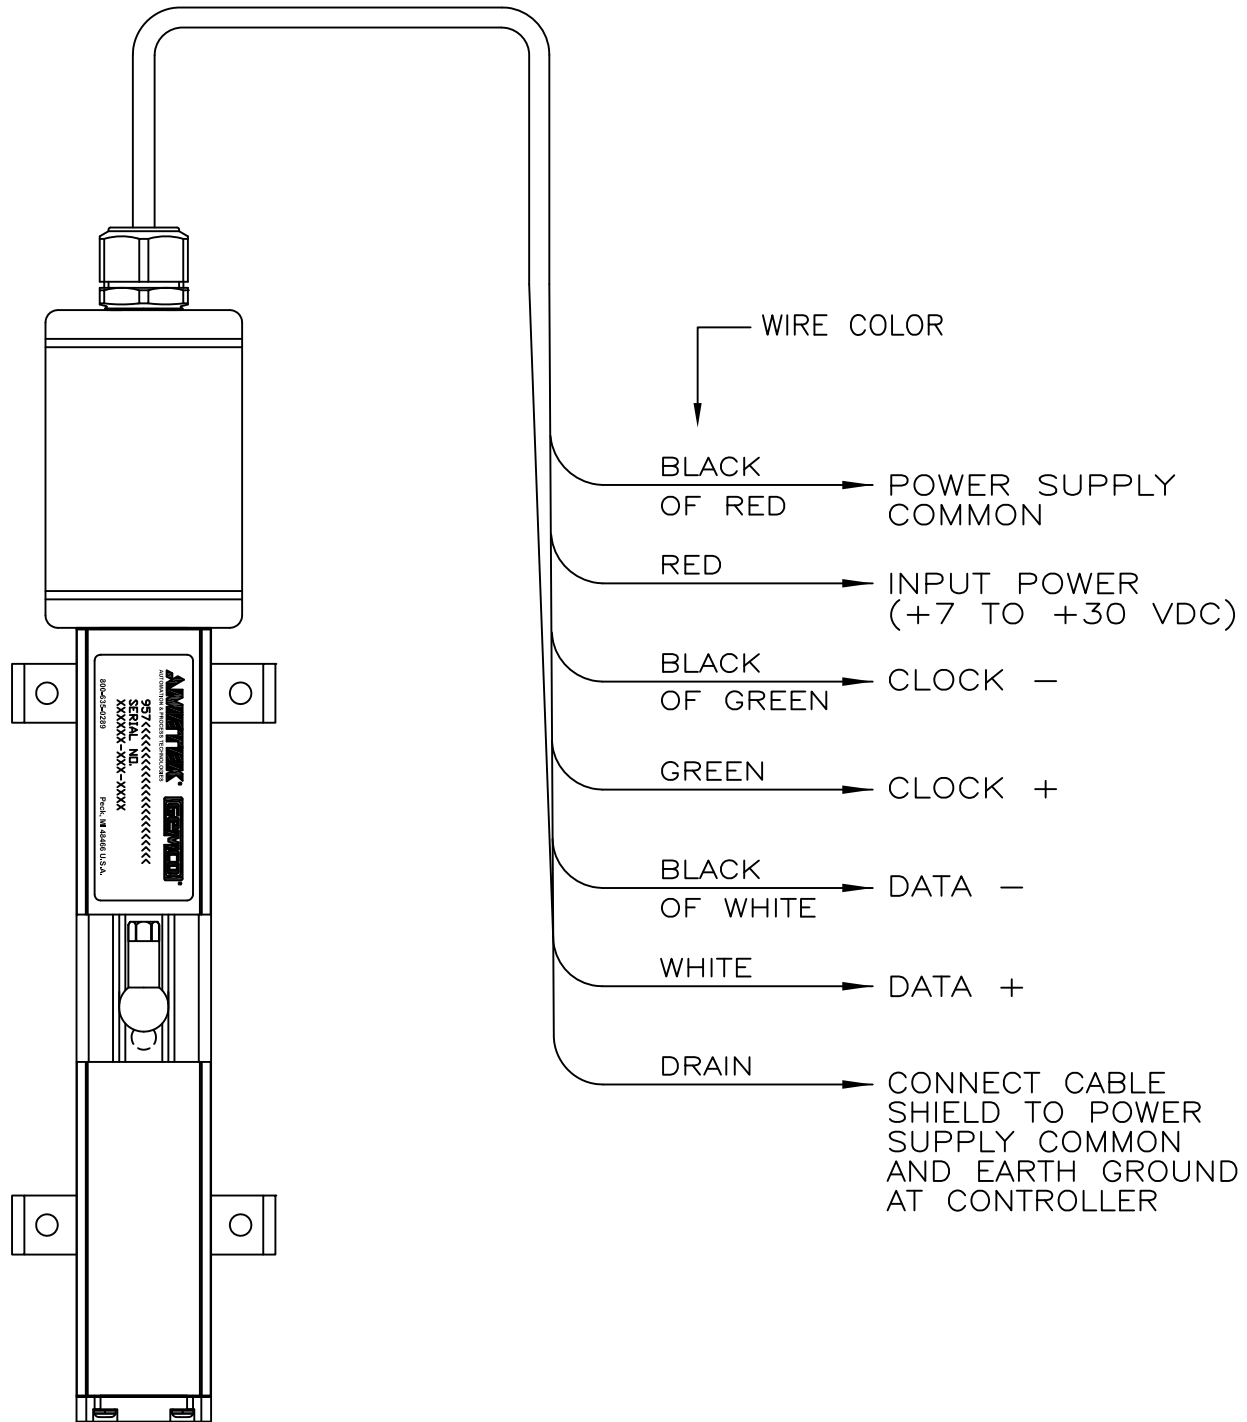 WIRE COLOR
BLACK
OF RED
POWER SUPPLY
COMMON
RED
INPUT POWER
(+7 TO +30 VDC)
BLACK
OF GREEN
CLOCK −
GREEN
CLOCK +
BLACK
OF WHITE
DATA −
WHITE
DATA +
DRAIN
CONNECT CABLE
SHIELD TO POWER
SUPPLY COMMON
AND EARTH GROUND
AT CONTROLLER
AMETEK® GEMCO®
AUTOMATION & PROCESS TECHNOLOGIES
957<<<<<<<<<<<<<<<<<<<<<<
SERIAL NO.
XXXXXX-XXX-XXXX
800-635-0289 Peck, MI 48466 U.S.A.